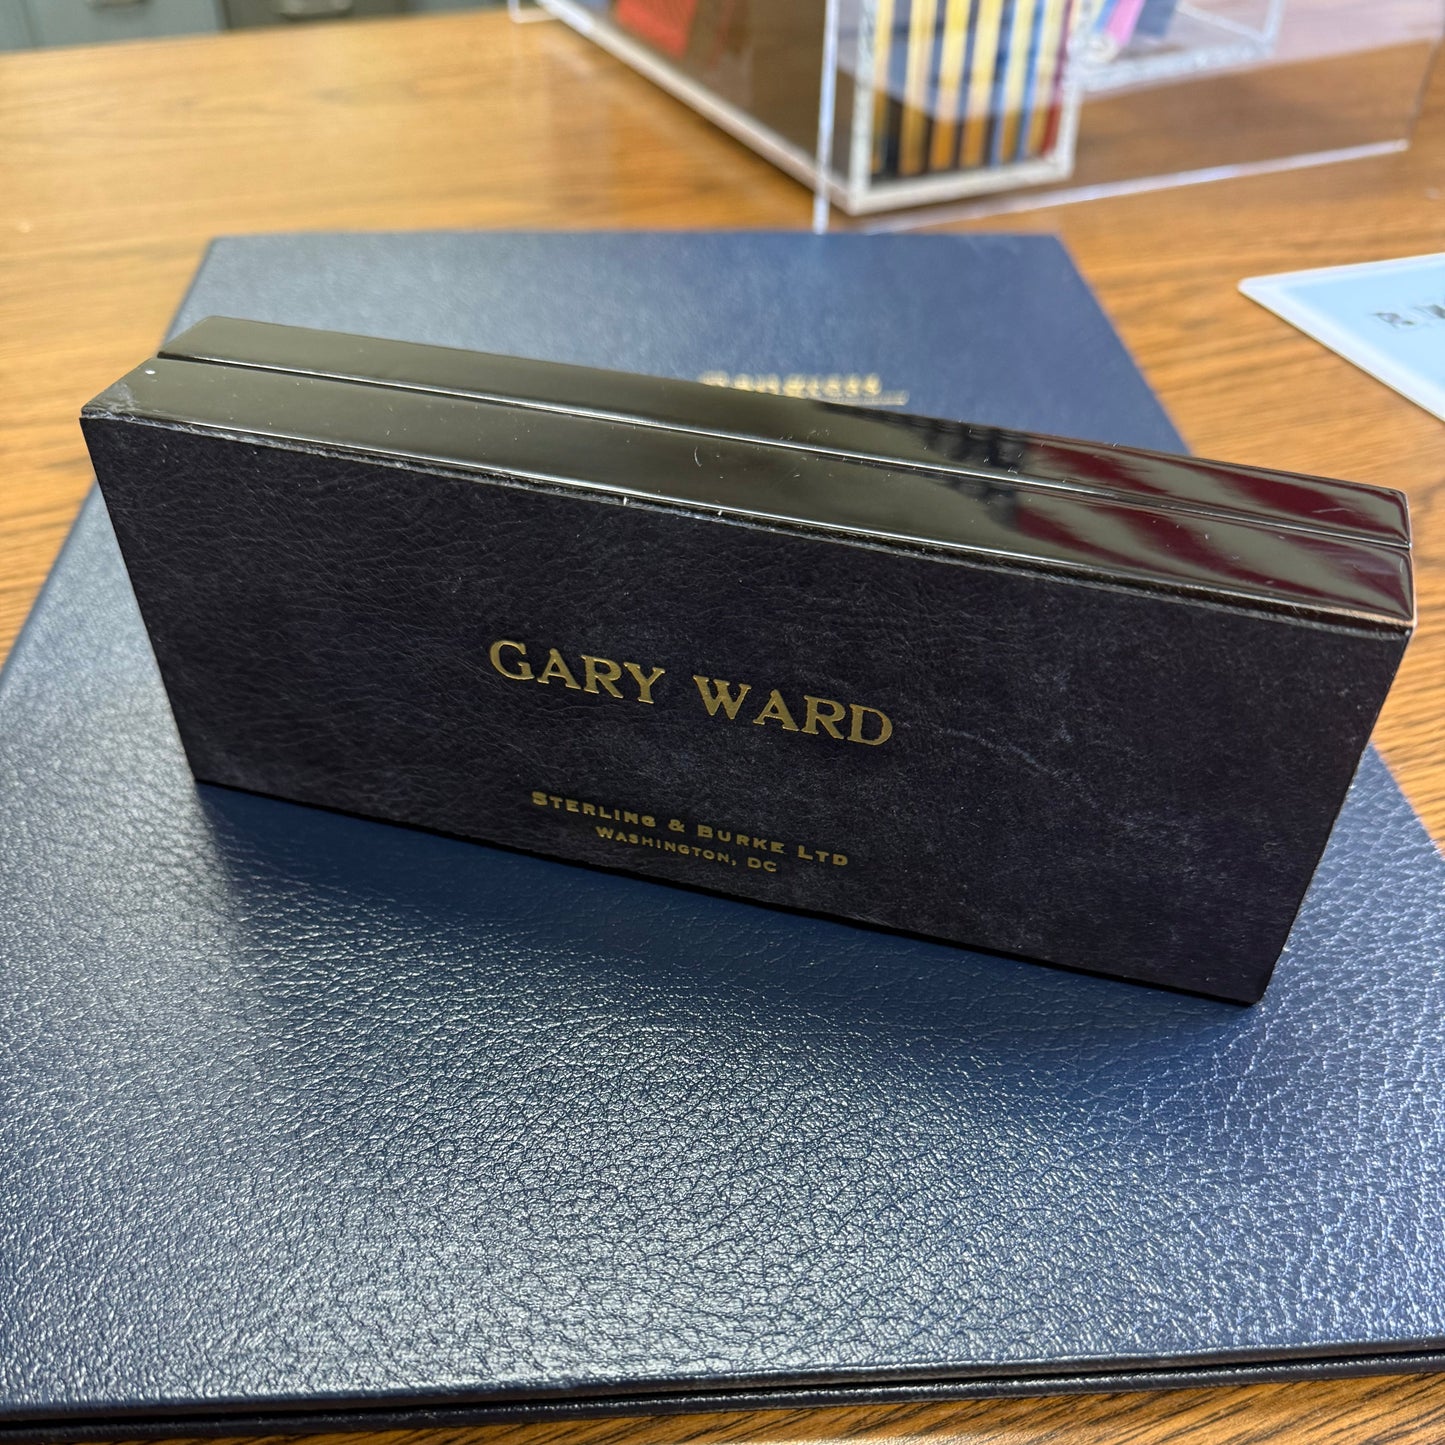 GARY WARD
STERLING & BURKE LTD
WASHINGTON, DC